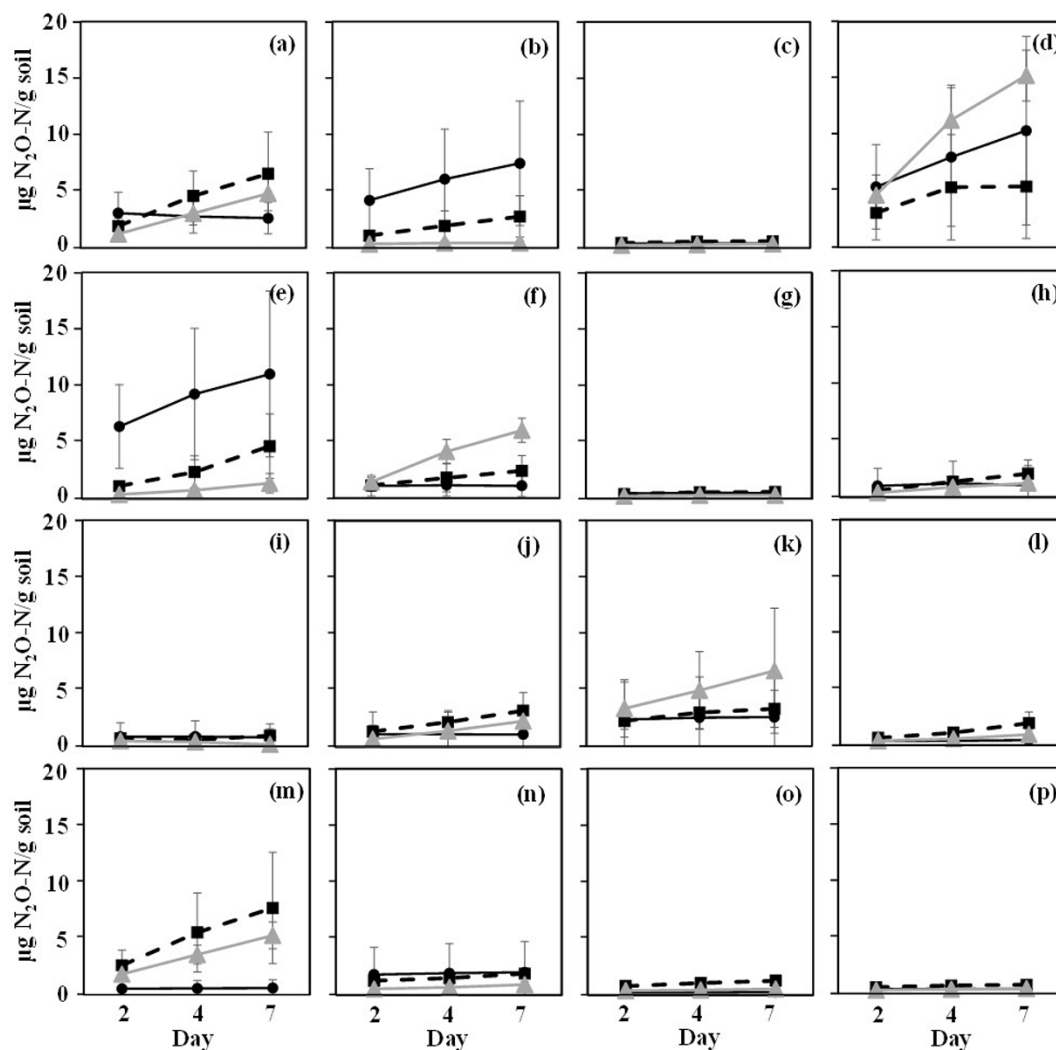 µg N₂O-N/g soil
20
15
10
5
0
(a)
(b)
(c)
(d)
µg N₂O-N/g soil
20
15
10
5
0
(e)
(f)
(g)
(h)
µg N₂O-N/g soil
20
15
10
5
0
(i)
(j)
(k)
(l)
µg N₂O-N/g soil
20
15
10
5
0
(m)
(n)
(o)
(p)
2 4 7 2 4 7 2 4 7 2 4 7
Day Day Day Day